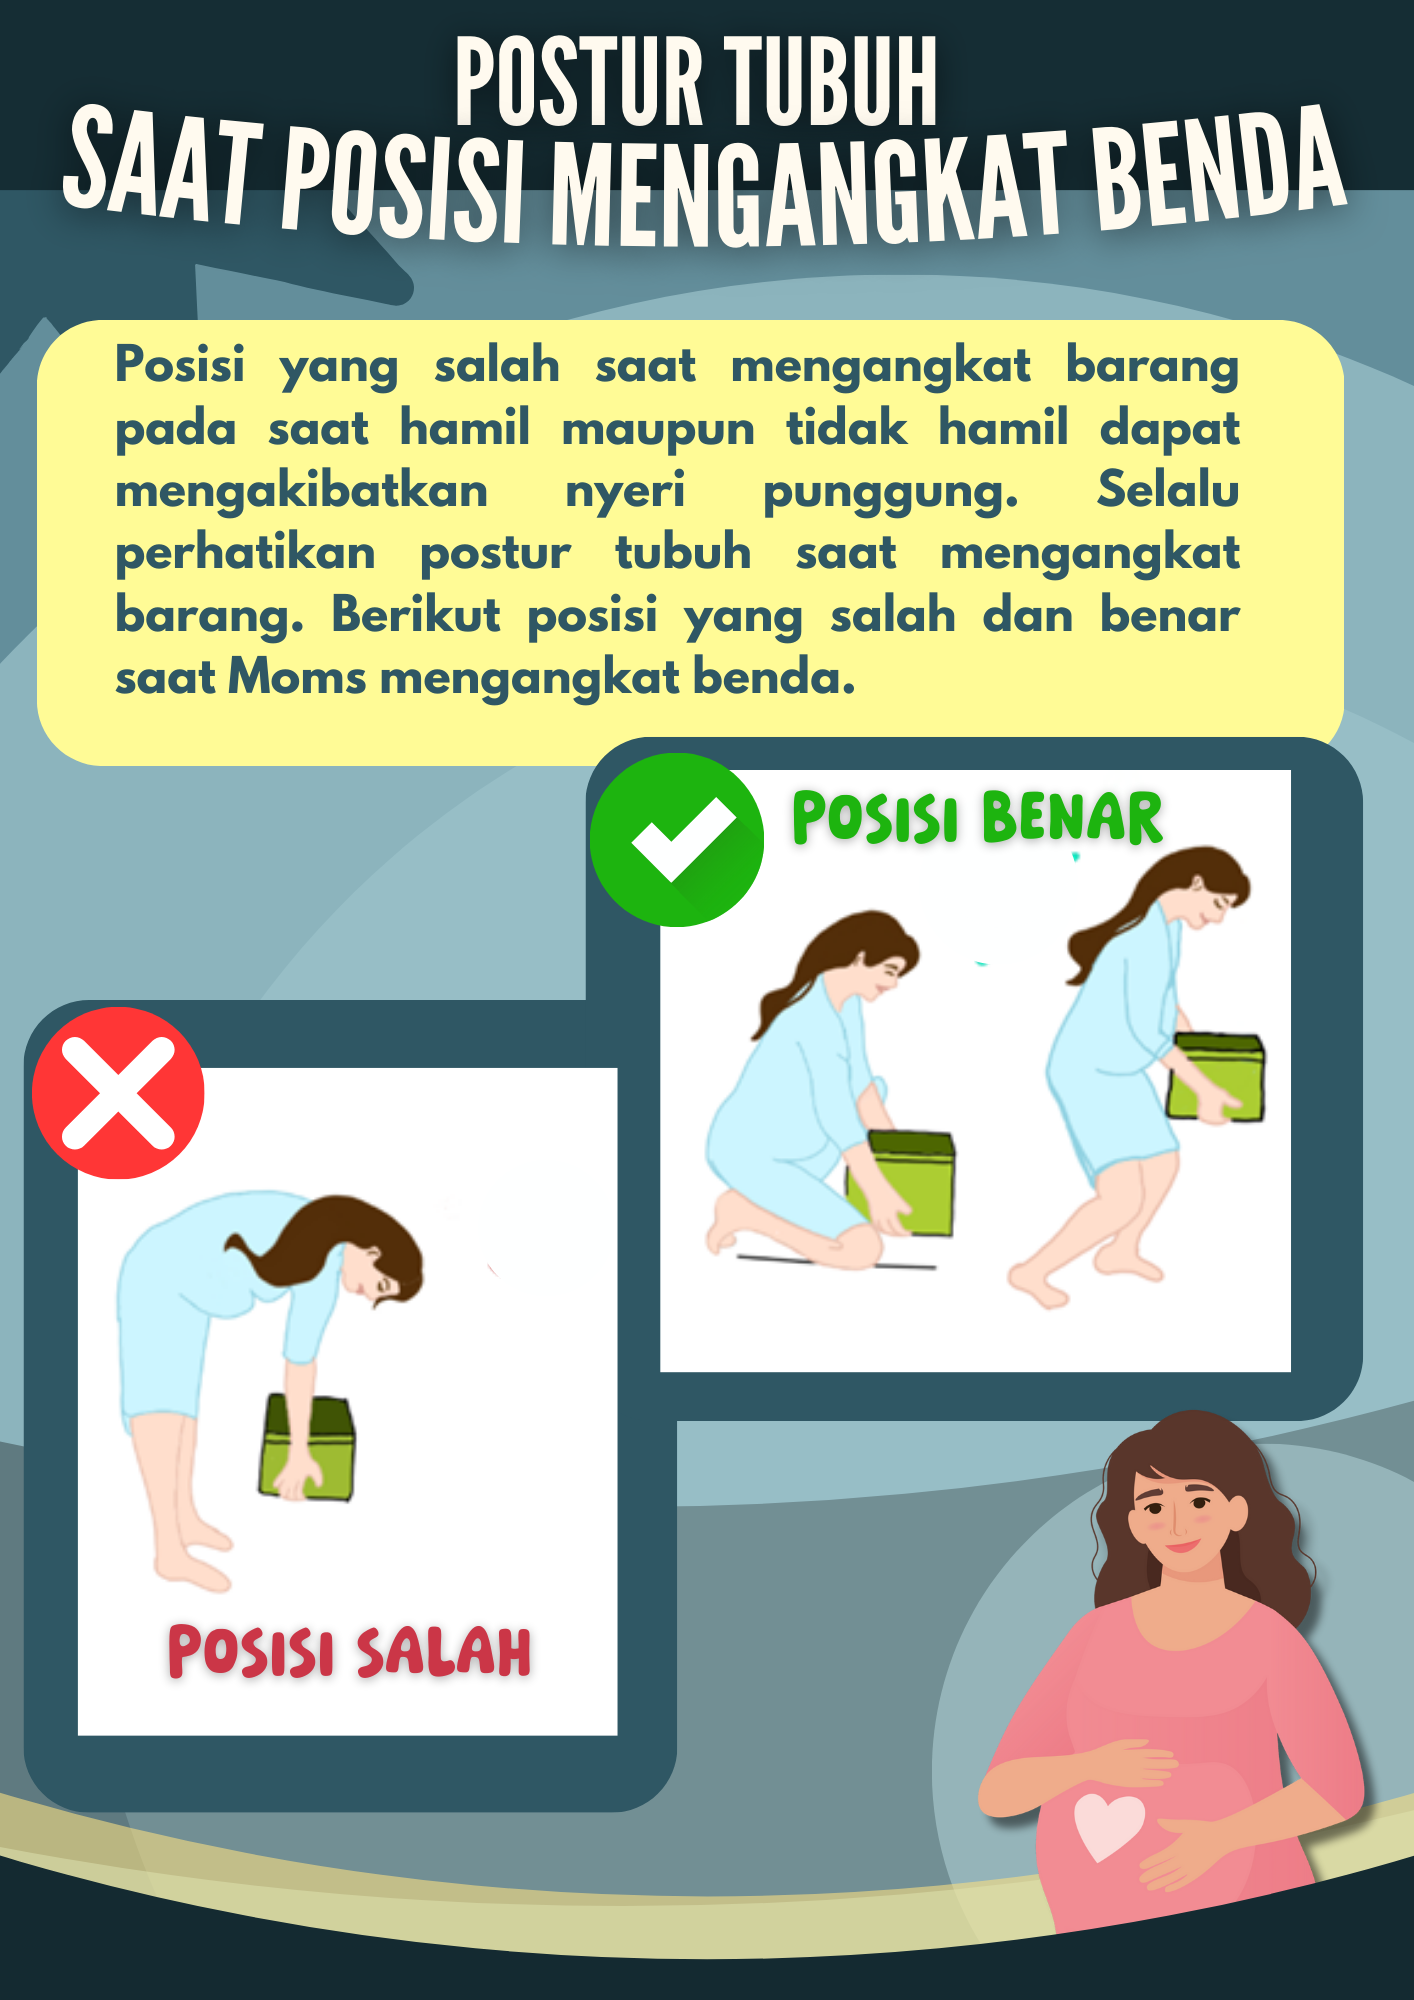 POSTUR TUBUH
SAAT POSISI MENGANGKAT BENDA
Posisi yang salah saat mengangkat barang
pada saat hamil maupun tidak hamil dapat
mengakibatkan nyeri punggung. Selalu
perhatikan postur tubuh saat mengangkat
barang. Berikut posisi yang salah dan benar
saat Moms mengangkat benda.
POSISI BENAR
POSISI SALAH